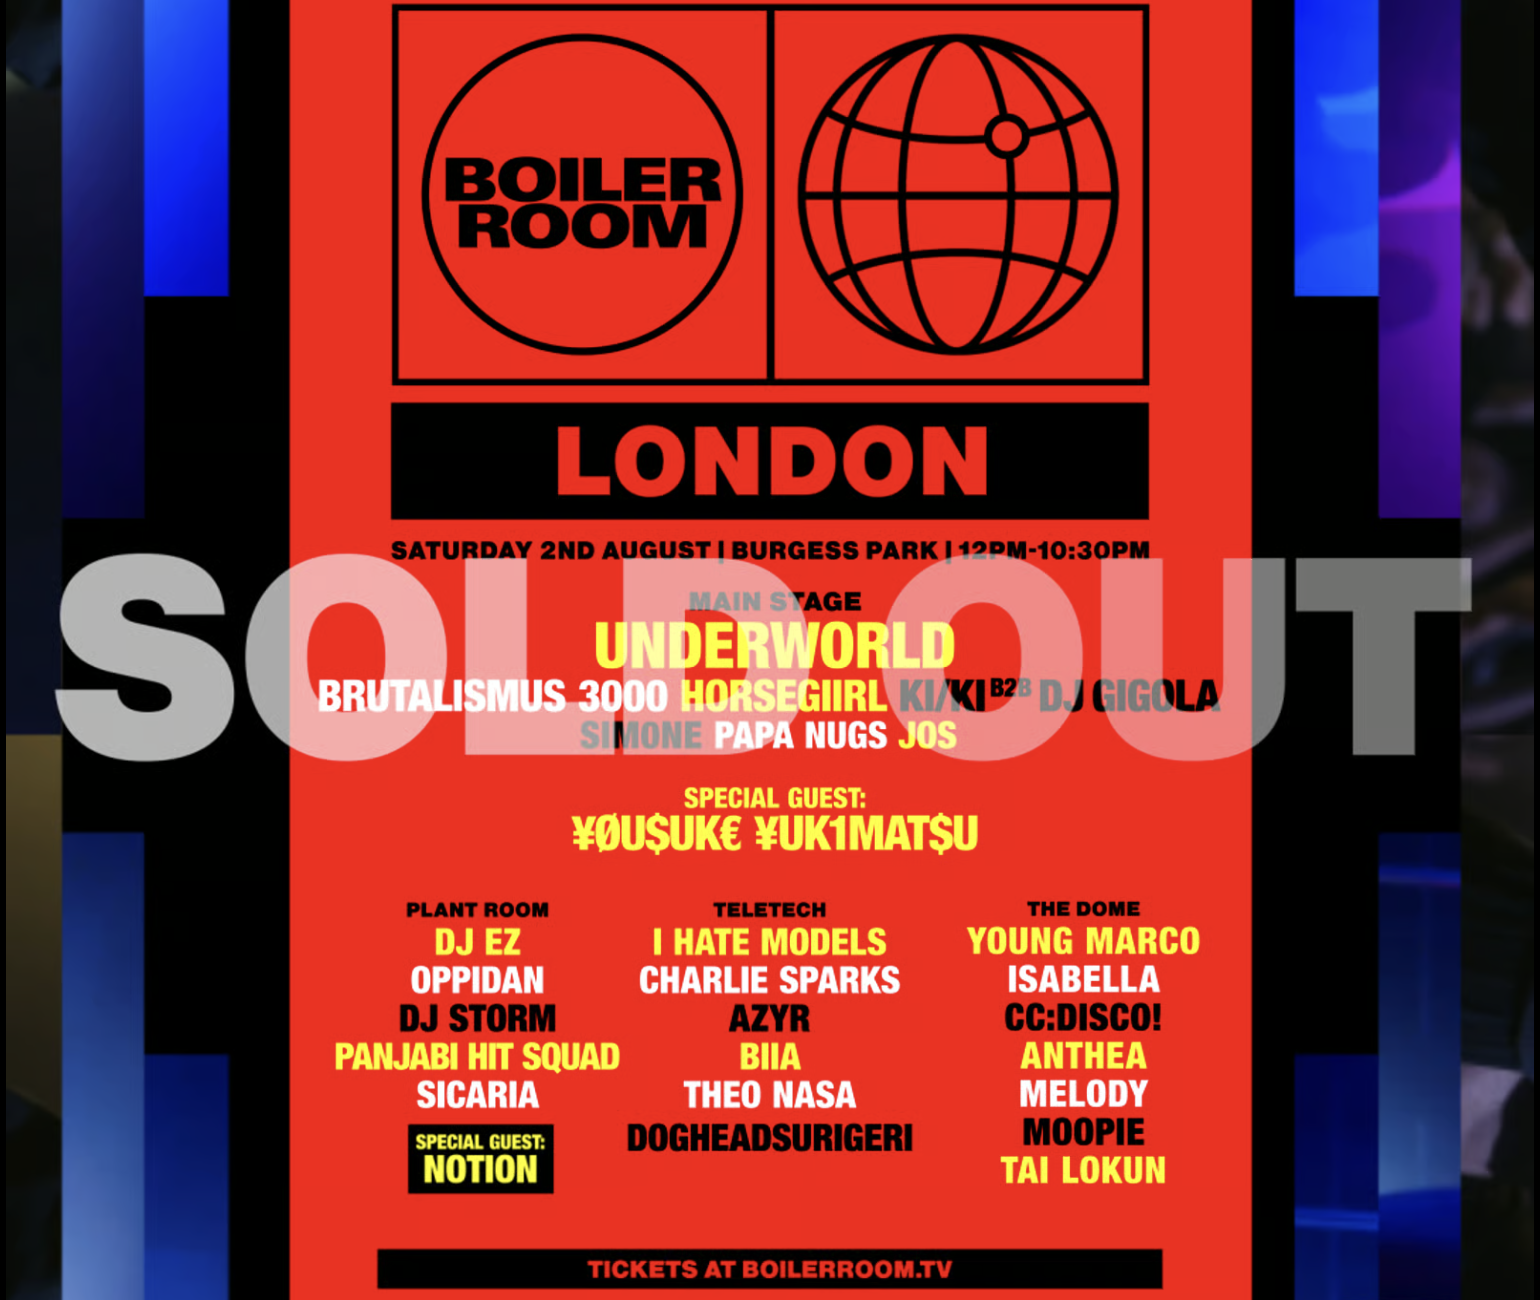 BOILER
ROOM
LONDON
SATURDAY 2ND AUGUST | BURGESS PARK | 12PM-10:30PM
SOLD OUT
MAIN STAGE
UNDERWORLD
BRUTALISMUS 3000 HORSEGIIRL KI/KI B2B DJ GIGOLA
SIMONE PAPA NUGS JOS
SPECIAL GUEST:
¥ØU$UK€ ¥UK1MAT$U
PLANT ROOM
DJ EZ
OPPIDAN
DJ STORM
PANJABI HIT SQUAD
SICARIA
SPECIAL GUEST:
NOTION
TELETECH
I HATE MODELS
CHARLIE SPARKS
AZYR
BIIA
THEO NASA
DOGHEADSURIGERI
THE DOME
YOUNG MARCO
ISABELLA
CC:DISCO!
ANTHEA
MELODY
MOOPIE
TAI LOKUN
TICKETS AT BOILERROOM.TV